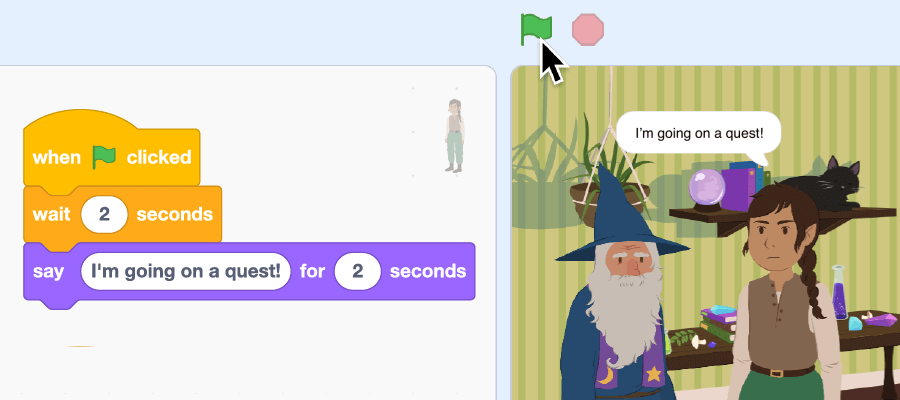 when clicked
wait 2 seconds
say I'm going on a quest! for 2 seconds
I'm going on a quest!